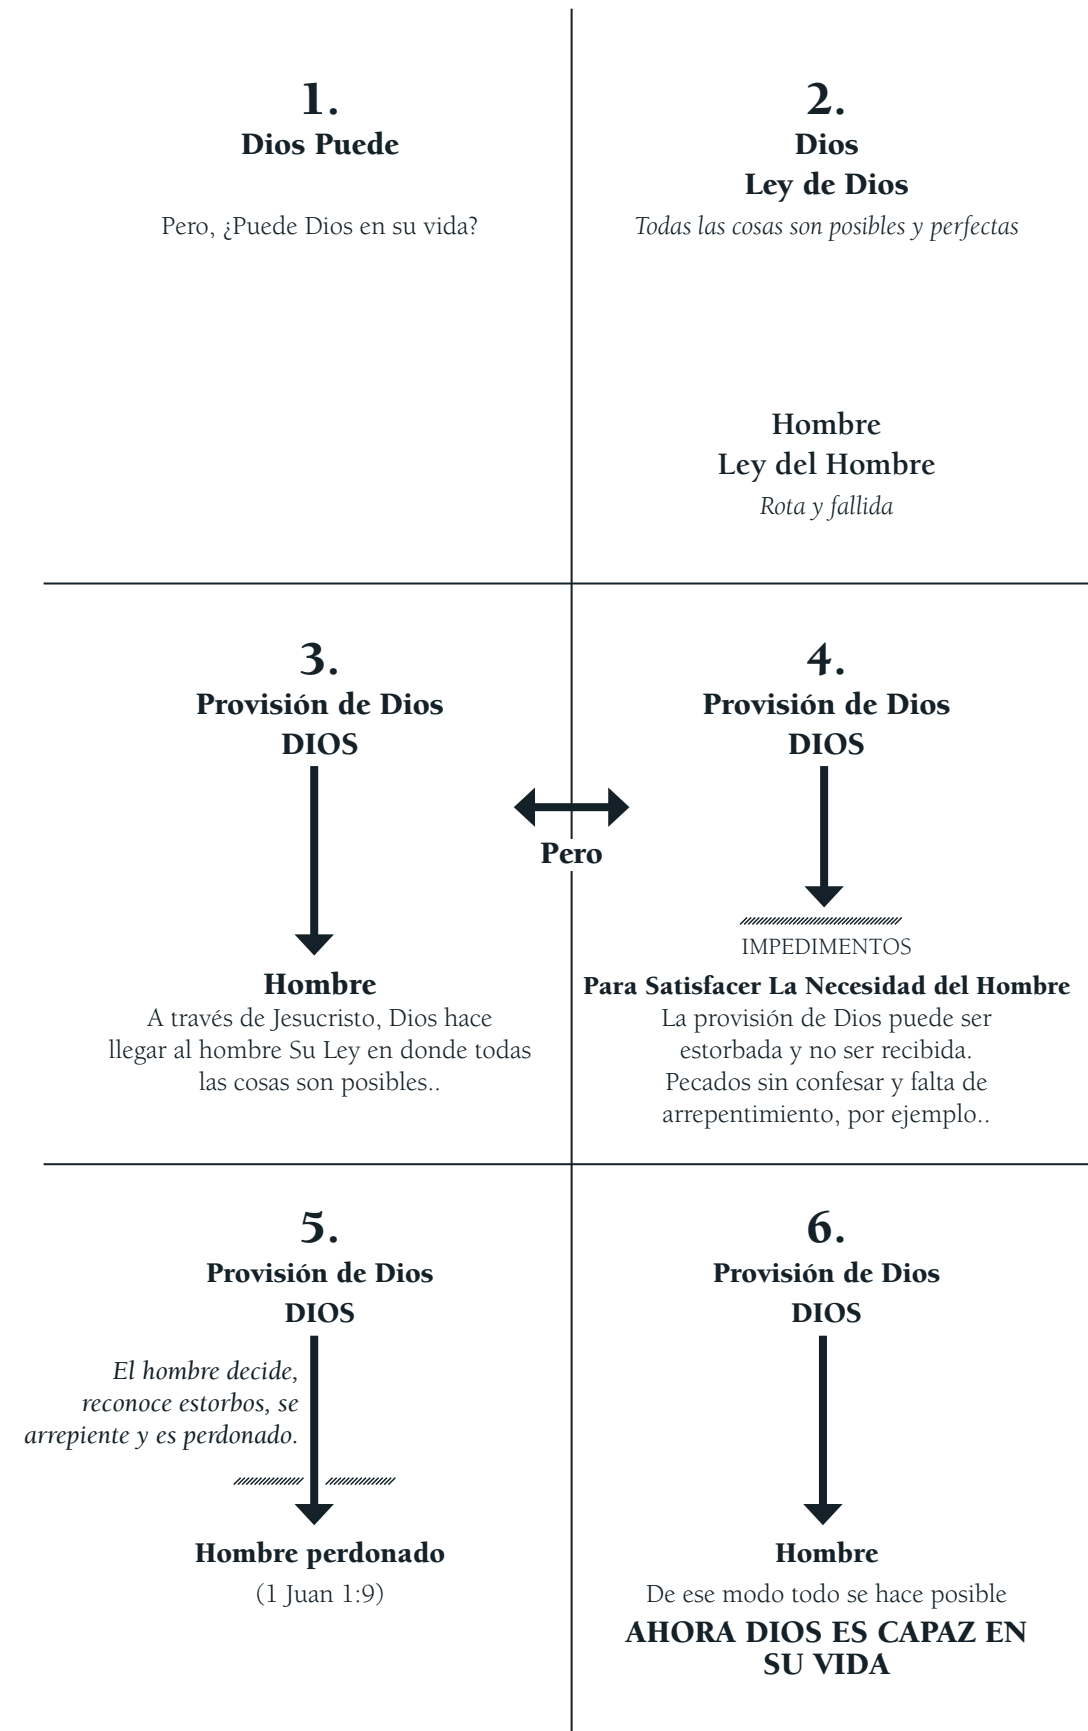 1.
Dios Puede
Pero, ¿Puede Dios en su vida?
2.
Dios
Ley de Dios
Todas las cosas son posibles y perfectas
Hombre
Ley del Hombre
Rota y fallida
3.
Provisión de Dios
DIOS
Hombre
A través de Jesucristo, Dios hace
llegar al hombre Su Ley en donde todas
las cosas son posibles..
Pero
4.
Provisión de Dios
DIOS
IMPEDIMENTOS
Para Satisfacer La Necesidad del Hombre
La provisión de Dios puede ser
estorbada y no ser recibida.
Pecados sin confesar y falta de
arrepentimiento, por ejemplo..
5.
Provisión de Dios
DIOS
El hombre decide,
reconoce estorbos, se
arrepiente y es perdonado.
Hombre perdonado
(1 Juan 1:9)
6.
Provisión de Dios
DIOS
Hombre
De ese modo todo se hace posible
AHORA DIOS ES CAPAZ EN
SU VIDA